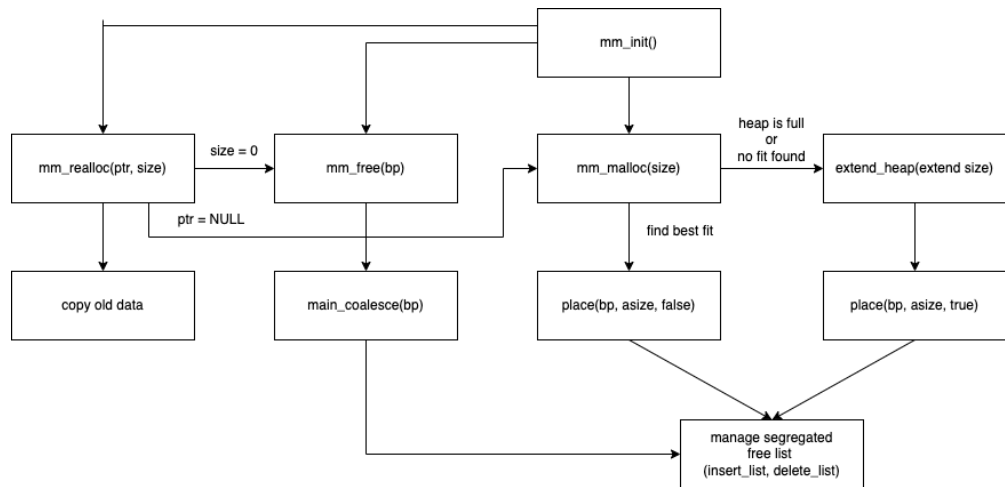 mm_init()
heap is full
or
no fit found
mm_realloc(ptr, size)
size = 0
mm_free(bp)
mm_malloc(size)
extend_heap(extend size)
ptr = NULL
find best fit
copy old data
main_coalesce(bp)
place(bp, asize, false)
place(bp, asize, true)
manage segregated
free list
(insert_list, delete_list)